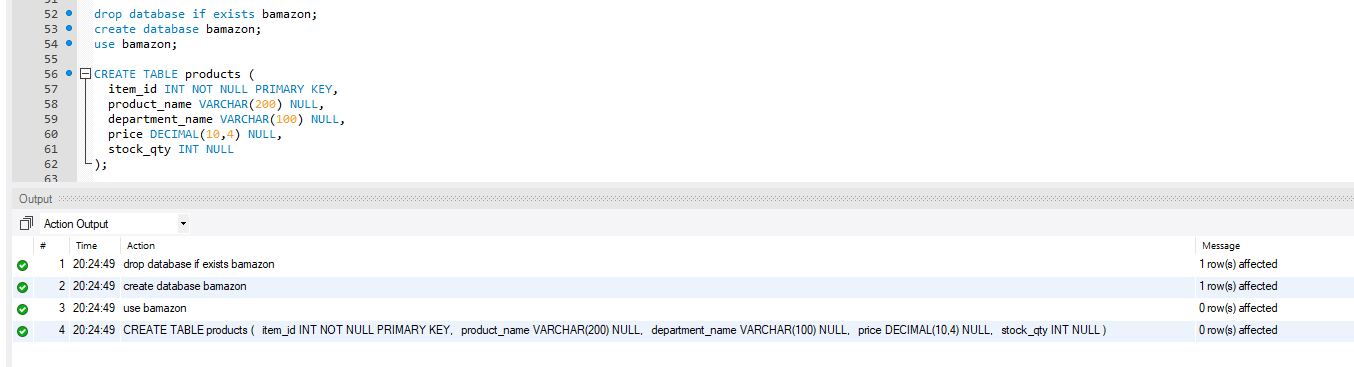 52 drop database if exists bamazon;
53 create database bamazon;
54 use bamazon;
55
56 CREATE TABLE products (
57 item_id INT NOT NULL PRIMARY KEY,
58 product_name VARCHAR(200) NULL,
59 department_name VARCHAR(100) NULL,
60 price DECIMAL(10,4) NULL,
61 stock_qty INT NULL
62 );
63
Output
Action Output
# Time Action Message
1 20:24:49 drop database if exists bamazon 1 row(s) affected
2 20:24:49 create database bamazon 1 row(s) affected
3 20:24:49 use bamazon 0 row(s) affected
4 20:24:49 CREATE TABLE products ( item_id INT NOT NULL PRIMARY KEY, product_name VARCHAR(200) NULL, department_name VARCHAR(100) NULL, price DECIMAL(10,4) NULL, stock_qty INT NULL ) 0 row(s) affected